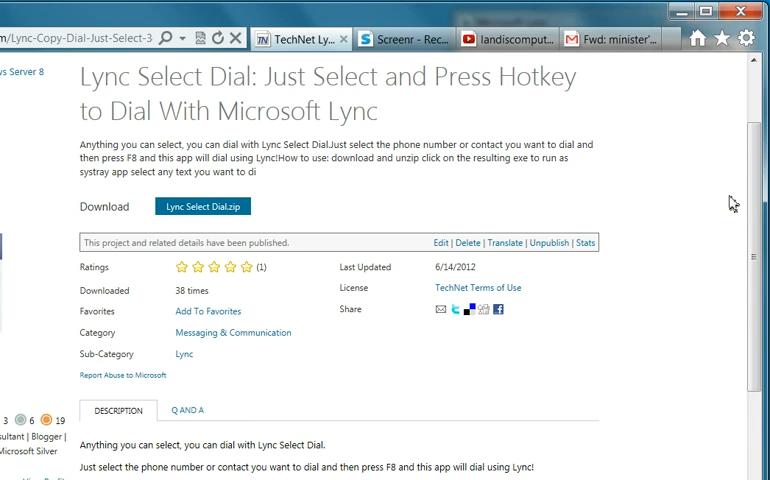 m/Lync-Copy-Dial-Just-Select-3
TechNet Ly...
Screenr - Rec...
landiscomput...
Fwd: minister'...
vs Server 8
Lync Select Dial: Just Select and Press Hotkey
to Dial With Microsoft Lync
Anything you can select, you can dial with Lync Select Dial.Just select the phone number or contact you want to dial and
then press F8 and this app will dial using Lync!How to use: download and unzip click on the resulting exe to run as
systray app select any text you want to di
Download Lync Select Dial.zip
This project and related details have been published. Edit | Delete | Translate | Unpublish | Stats
Ratings (1) Last Updated 6/14/2012
Downloaded 38 times License TechNet Terms of Use
Favorites Add To Favorites Share
Category Messaging & Communication
Sub-Category Lync
Report Abuse to Microsoft
DESCRIPTION Q AND A
3 6 19
sultant | Blogger |
Microsoft Silver
Anything you can select, you can dial with Lync Select Dial.
Just select the phone number or contact you want to dial and then press F8 and this app will dial using Lync!